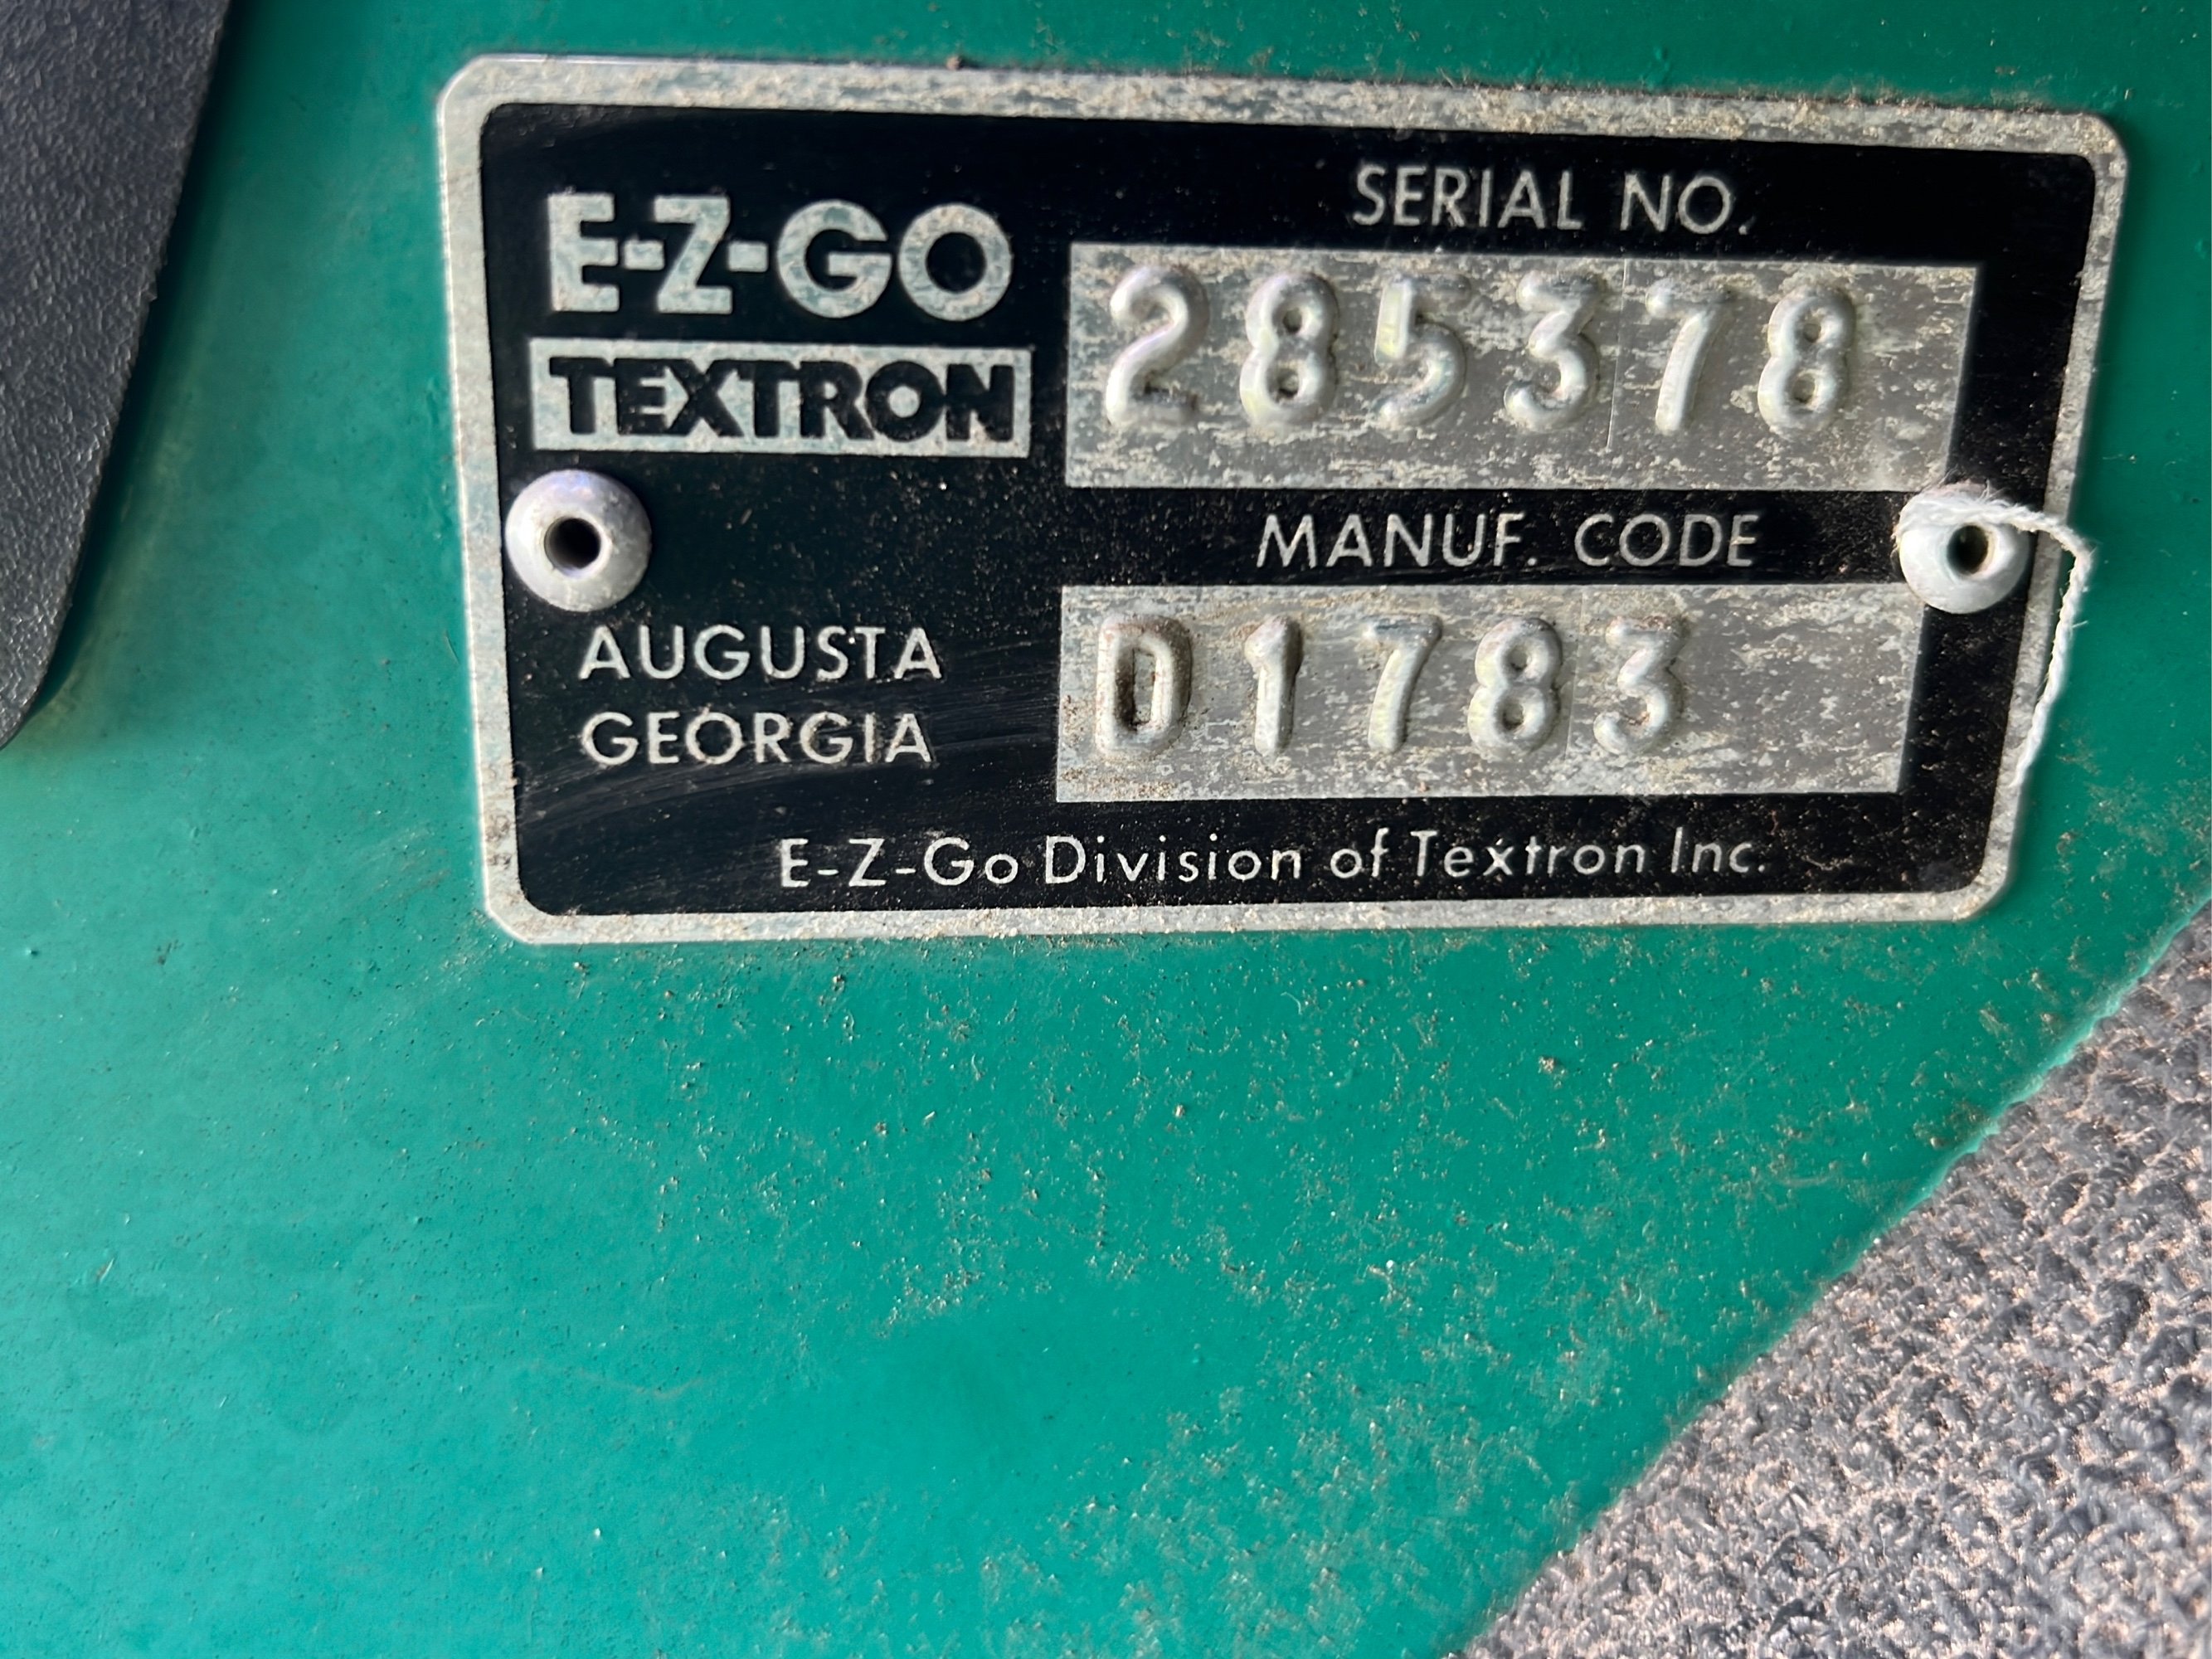 E-Z-GO
TEXTRON
SERIAL NO.
285378
MANUF. CODE
D1783
AUGUSTA
GEORGIA
E-Z-Go Division of Textron Inc.